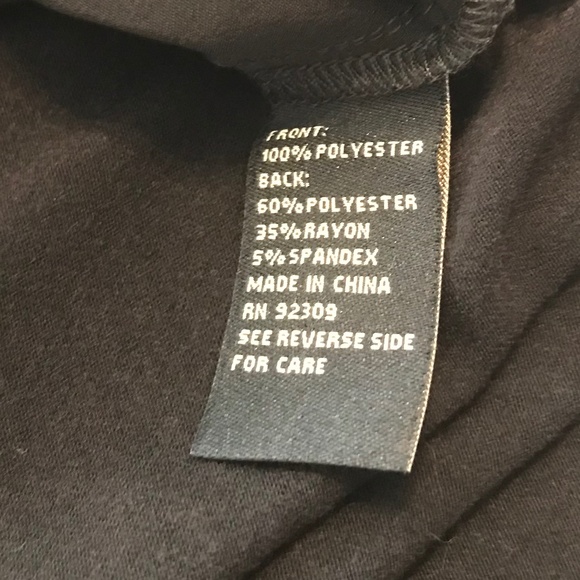 FRONT:
100% POLYESTER
BACK:
60% POLYESTER
35% RAYON
5% SPANDEX
MADE IN CHINA
RN 92309
SEE REVERSE SIDE
FOR CARE